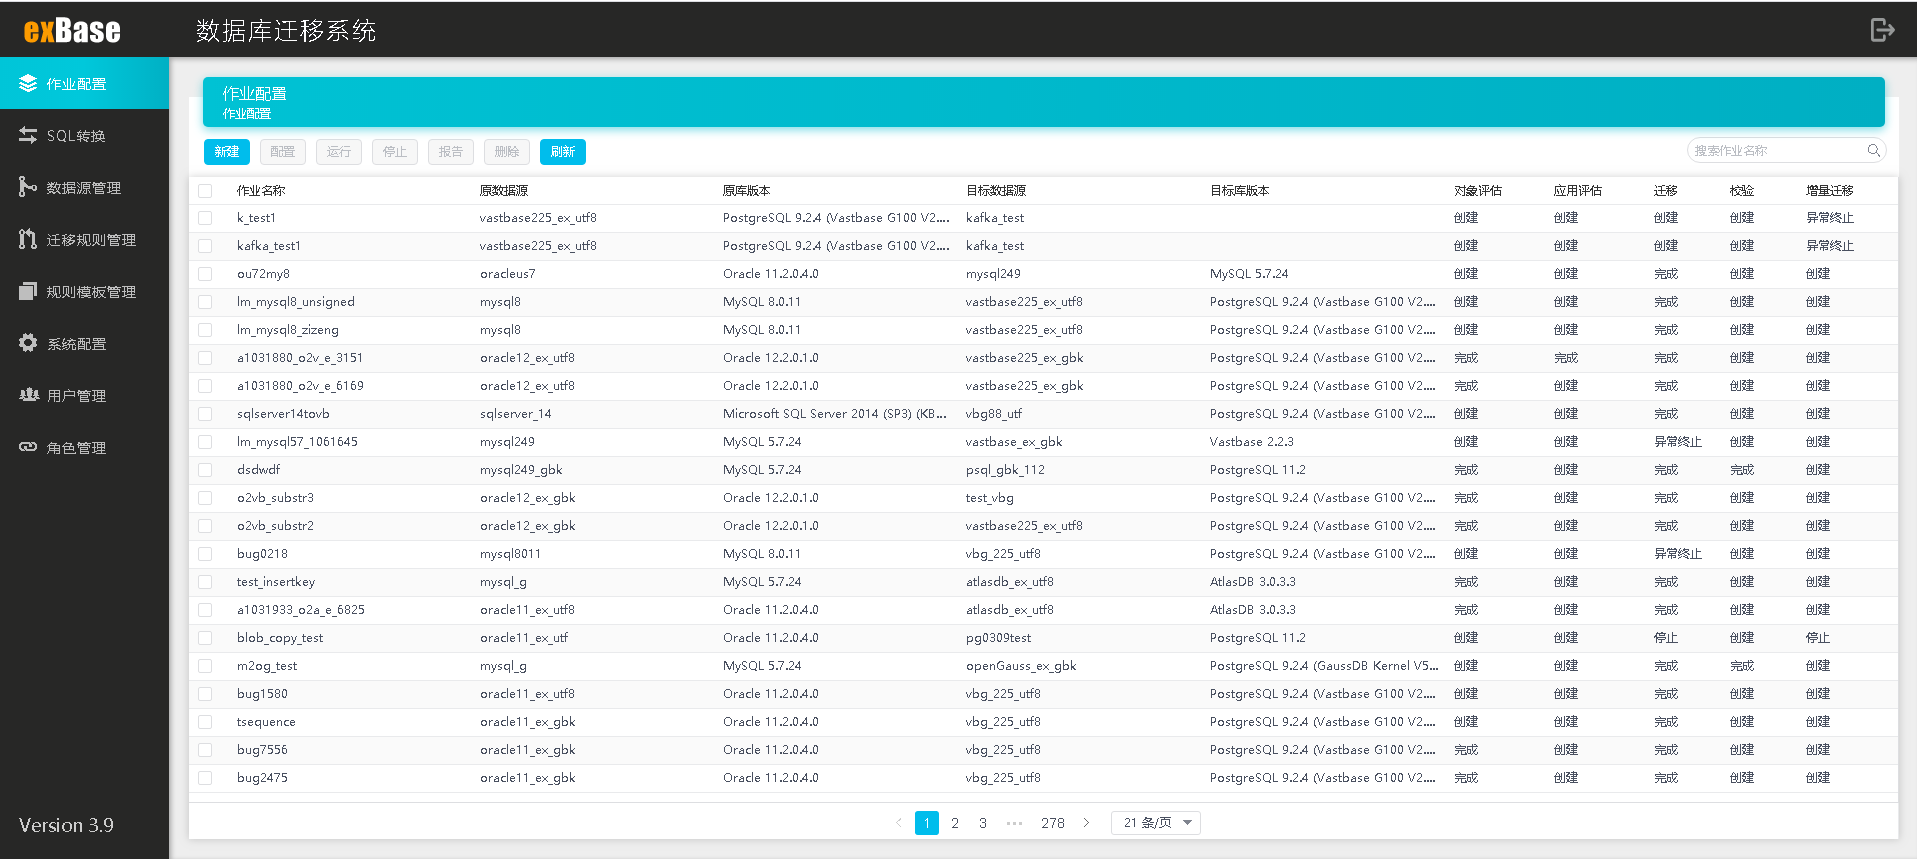 exBase 数据库迁移系统
作业配置
SQL转换
数据源管理
迁移规则管理
规则模板管理
系统配置
用户管理
角色管理
Version 3.9
作业配置
作业配置
新建 配置 运行 停止 报告 删除 刷新 搜索作业名称
作业名称 原数据源 原库版本 目标数据源 目标库版本 对象评估 应用评估 迁移 校验 增量迁移
k_test1 vastbase225_ex_utf8 PostgreSQL 9.2.4 (Vastbase G100 V2.... kafka_test 创建 创建 创建 创建 异常终止
kafka_test1 vastbase225_ex_utf8 PostgreSQL 9.2.4 (Vastbase G100 V2.... kafka_test 创建 创建 创建 创建 异常终止
ou72my8 oracleus7 Oracle 11.2.0.4.0 mysql249 MySQL 5.7.24 创建 创建 完成 创建 创建
lm_mysql8_unsigned mysql8 MySQL 8.0.11 vastbase225_ex_utf8 PostgreSQL 9.2.4 (Vastbase G100 V2.... 创建 创建 完成 创建 创建
lm_mysql8_zizeng mysql8 MySQL 8.0.11 vastbase225_ex_utf8 PostgreSQL 9.2.4 (Vastbase G100 V2.... 创建 创建 完成 创建 创建
a1031880_o2v_e_3151 oracle12_ex_utf8 Oracle 12.2.0.1.0 vastbase225_ex_gbk PostgreSQL 9.2.4 (Vastbase G100 V2.... 完成 完成 完成 创建 创建
a1031880_o2v_e_6169 oracle12_ex_utf8 Oracle 12.2.0.1.0 vastbase225_ex_gbk PostgreSQL 9.2.4 (Vastbase G100 V2.... 完成 创建 完成 创建 创建
sqlserver14tovb sqlserver_14 Microsoft SQL Server 2014 (SP3) (KB... vbg88_utf PostgreSQL 9.2.4 (Vastbase G100 V2.... 创建 创建 完成 创建 创建
lm_mysql57_1061645 mysql249 MySQL 5.7.24 vastbase_ex_gbk Vastbase 2.2.3 创建 创建 异常终止 创建 创建
dsdwdf mysql249_gbk MySQL 5.7.24 psql_gbk_112 PostgreSQL 11.2 完成 创建 完成 完成 创建
o2vb_substr3 oracle12_ex_gbk Oracle 12.2.0.1.0 test_vbg PostgreSQL 9.2.4 (Vastbase G100 V2.... 完成 创建 完成 创建 创建
o2vb_substr2 oracle12_ex_gbk Oracle 12.2.0.1.0 vastbase225_ex_utf8 PostgreSQL 9.2.4 (Vastbase G100 V2.... 完成 创建 完成 创建 创建
bug0218 mysql8011 MySQL 8.0.11 vbg_225_utf8 PostgreSQL 9.2.4 (Vastbase G100 V2.... 创建 创建 异常终止 创建 创建
test_insertkey mysql_g MySQL 5.7.24 atlasdb_ex_utf8 AtlasDB 3.0.3.3 完成 创建 完成 创建 创建
a1031933_o2a_e_6825 oracle11_ex_utf8 Oracle 11.2.0.4.0 atlasdb_ex_utf8 AtlasDB 3.0.3.3 完成 创建 完成 创建 创建
blob_copy_test oracle11_ex_utf Oracle 11.2.0.4.0 pg0309test PostgreSQL 11.2 创建 创建 停止 创建 停止
m2og_test mysql_g MySQL 5.7.24 openGauss_ex_gbk PostgreSQL 9.2.4 (GaussDB Kernel V5... 创建 创建 完成 完成 创建
bug1580 oracle11_ex_utf8 Oracle 11.2.0.4.0 vbg_225_utf8 PostgreSQL 9.2.4 (Vastbase G100 V2.... 创建 创建 完成 创建 创建
tsequence oracle11_ex_gbk Oracle 11.2.0.4.0 vbg_225_utf8 PostgreSQL 9.2.4 (Vastbase G100 V2.... 创建 创建 完成 创建 创建
bug7556 oracle11_ex_gbk Oracle 11.2.0.4.0 vbg_225_utf8 PostgreSQL 9.2.4 (Vastbase G100 V2.... 完成 创建 完成 创建 创建
bug2475 oracle11_ex_gbk Oracle 11.2.0.4.0 vbg_225_utf8 PostgreSQL 9.2.4 (Vastbase G100 V2.... 完成 创建 完成 创建 创建
1 2 3 ··· 278 21 条/页